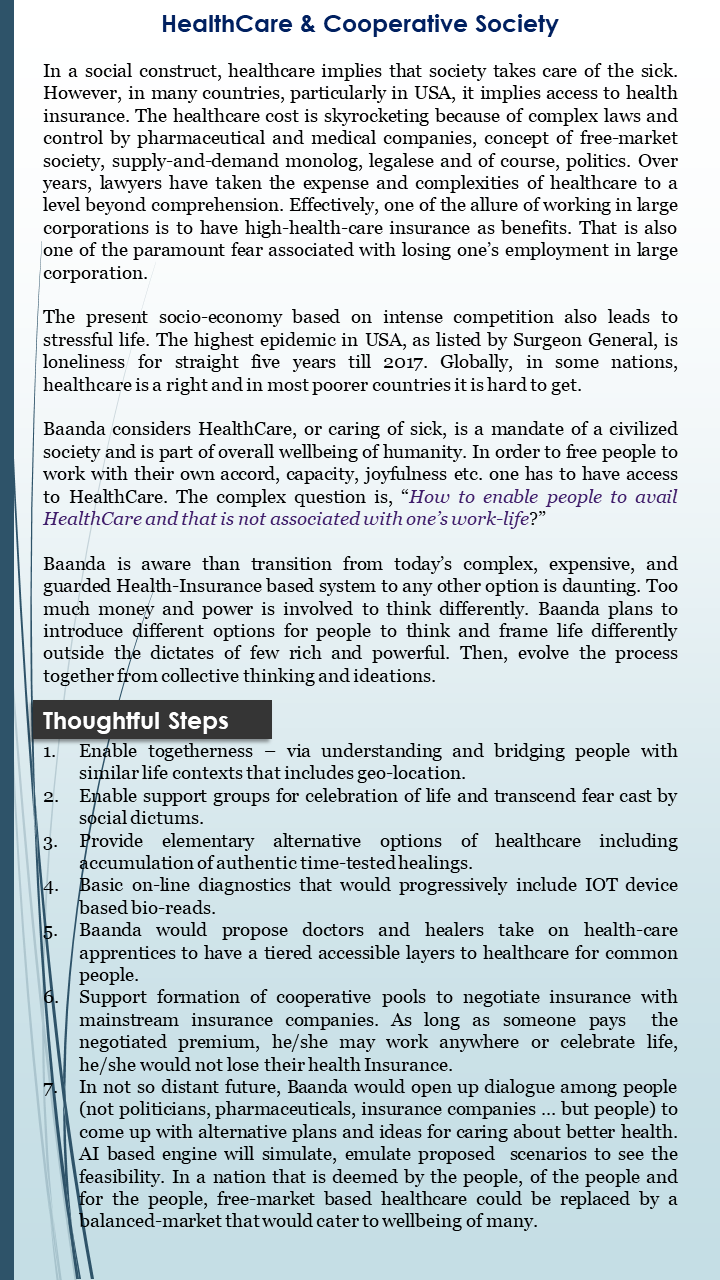 HealthCare & Cooperative Society
In a social construct, healthcare implies that society takes care of the sick.
However, in many countries, particularly in USA, it implies access to health
insurance. The healthcare cost is skyrocketing because of complex laws and
control by pharmaceutical and medical companies, concept of free-market
society, supply-and-demand monolog, legalese and of course, politics. Over
years, lawyers have taken the expense and complexities of healthcare to a
level beyond comprehension. Effectively, one of the allure of working in large
corporations is to have high-health-care insurance as benefits. That is also
one of the paramount fear associated with losing one’s employment in large
corporation.
The present socio-economy based on intense competition also leads to
stressful life. The highest epidemic in USA, as listed by Surgeon General, is
loneliness for straight five years till 2017. Globally, in some nations,
healthcare is a right and in most poorer countries it is hard to get.
Baanda considers HealthCare, or caring of sick, is a mandate of a civilized
society and is part of overall wellbeing of humanity. In order to free people to
work with their own accord, capacity, joyfulness etc. one has to have access
to HealthCare. The complex question is, “How to enable people to avail
HealthCare and that is not associated with one’s work-life?”
Baanda is aware than transition from today’s complex, expensive, and
guarded Health-Insurance based system to any other option is daunting. Too
much money and power is involved to think differently. Baanda plans to
introduce different options for people to think and frame life differently
outside the dictates of few rich and powerful. Then, evolve the process
together from collective thinking and ideations.
Thoughtful Steps
1. Enable togetherness – via understanding and bridging people with
similar life contexts that includes geo-location.
2. Enable support groups for celebration of life and transcend fear cast by
social dictums.
3. Provide elementary alternative options of healthcare including
accumulation of authentic time-tested healings.
4. Basic on-line diagnostics that would progressively include IOT device
based bio-reads.
5. Baanda would propose doctors and healers take on health-care
apprentices to have a tiered accessible layers to healthcare for common
people.
6. Support formation of cooperative pools to negotiate insurance with
mainstream insurance companies. As long as someone pays the
negotiated premium, he/she may work anywhere or celebrate life,
he/she would not lose their health Insurance.
7. In not so distant future, Baanda would open up dialogue among people
(not politicians, pharmaceuticals, insurance companies ... but people) to
come up with alternative plans and ideas for caring about better health.
AI based engine will simulate, emulate proposed scenarios to see the
feasibility. In a nation that is deemed by the people, of the people and
for the people, free-market based healthcare could be replaced by a
balanced-market that would cater to wellbeing of many.